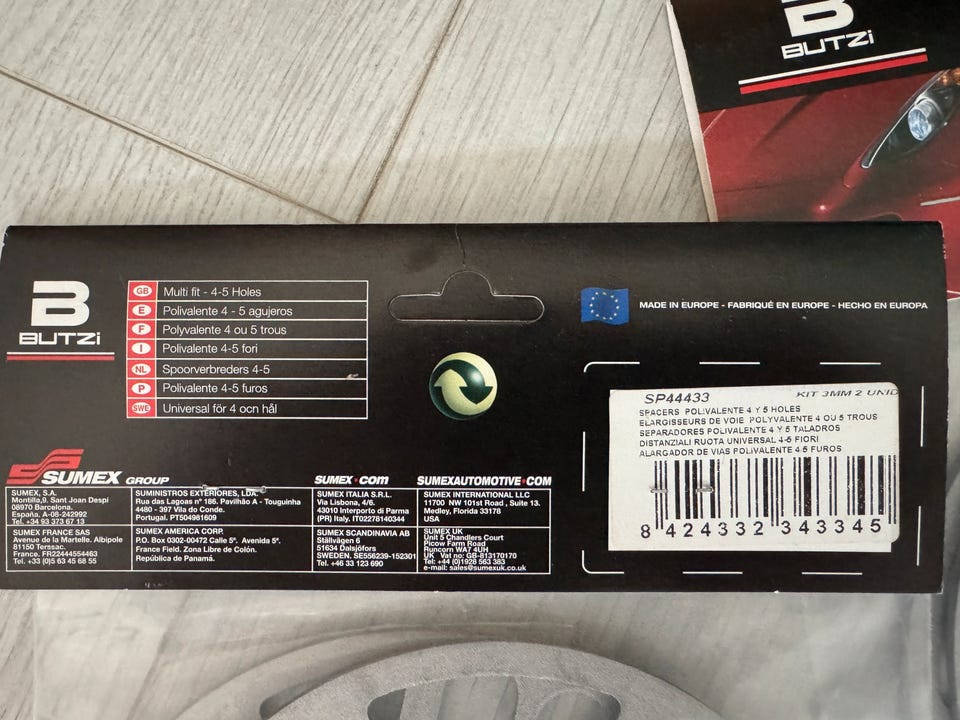 B
BUTZi
B
BUTZi
GB Multi fit - 4-5 Holes
E Polivalente 4 - 5 agujeros
F Polyvalente 4 ou 5 trous
I Polivalente 4-5 fori
NL Spoorverbreders 4-5
P Polivalente 4-5 furos
SWE Universal för 4 ocn hål
MADE IN EUROPE - FABRIQUÉ EN EUROPE - HECHO EN EUROPA
SP44433 KIT 3MM 2 UNID
SPACERS POLIVALENTE 4 Y 5 HOLES
ELARGISSEURS DE VOIE POLYVALENTE 4 OU 5 TROUS
SEPARADORES POLIVALENTE 4 Y 5 TALADROS
DISTANZIALI RUOTA UNIVERSAL 4-5 FIORI
ALARGADOR DE VIAS POLIVALENTE 4 5 FUROS
8 424332 343345
SUMEX GROUP
SUMEX·COM
SUMEXAUTOMOTIVE·COM
SUMEX, S.A.
Montilla,9. Sant Joan Despí
08970 Barcelona.
España. A-08-242992
Tel. +34 93 373 67 13
SUMINISTROS EXTERIORES, LDA.
Rua das Lagoas nº 186. Pavilhão A - Touguinha
4480 - 397 Vila do Conde.
Portugal. PT504981609
SUMEX ITALIA S.R.L.
Via Lisbona, 4/6.
43010 Interporto di Parma
(PR) Italy. IT02278140344
SUMEX INTERNATIONAL LLC
11700 NW 101st Road , Suite 13.
Medley, Florida 33178
USA
SUMEX FRANCE SAS
Avenue de la Martelle. Albipole
81150 Terssac.
France. FR22444554463
Tel. +33 (0)5 63 45 68 55
SUMEX AMERICA CORP.
P.O. Box 0302-00472 Calle 5ª. Avenida 5ª.
France Field. Zona Libre de Colón.
República de Panamá.
SUMEX SCANDINAVIA AB
Ställvägen 6
51634 Dalsjöfors
SWEDEN. SE556239-152301
Tel. +46 33 123 690
SUMEX UK
Unit 5 Chandlers Court
Picow Farm Road
Runcorn WA7 4UH
UK Vat no: GB-813170170
Tel: +44 (0)1928 563 383
e-mail: sales@sumexuk.co.uk